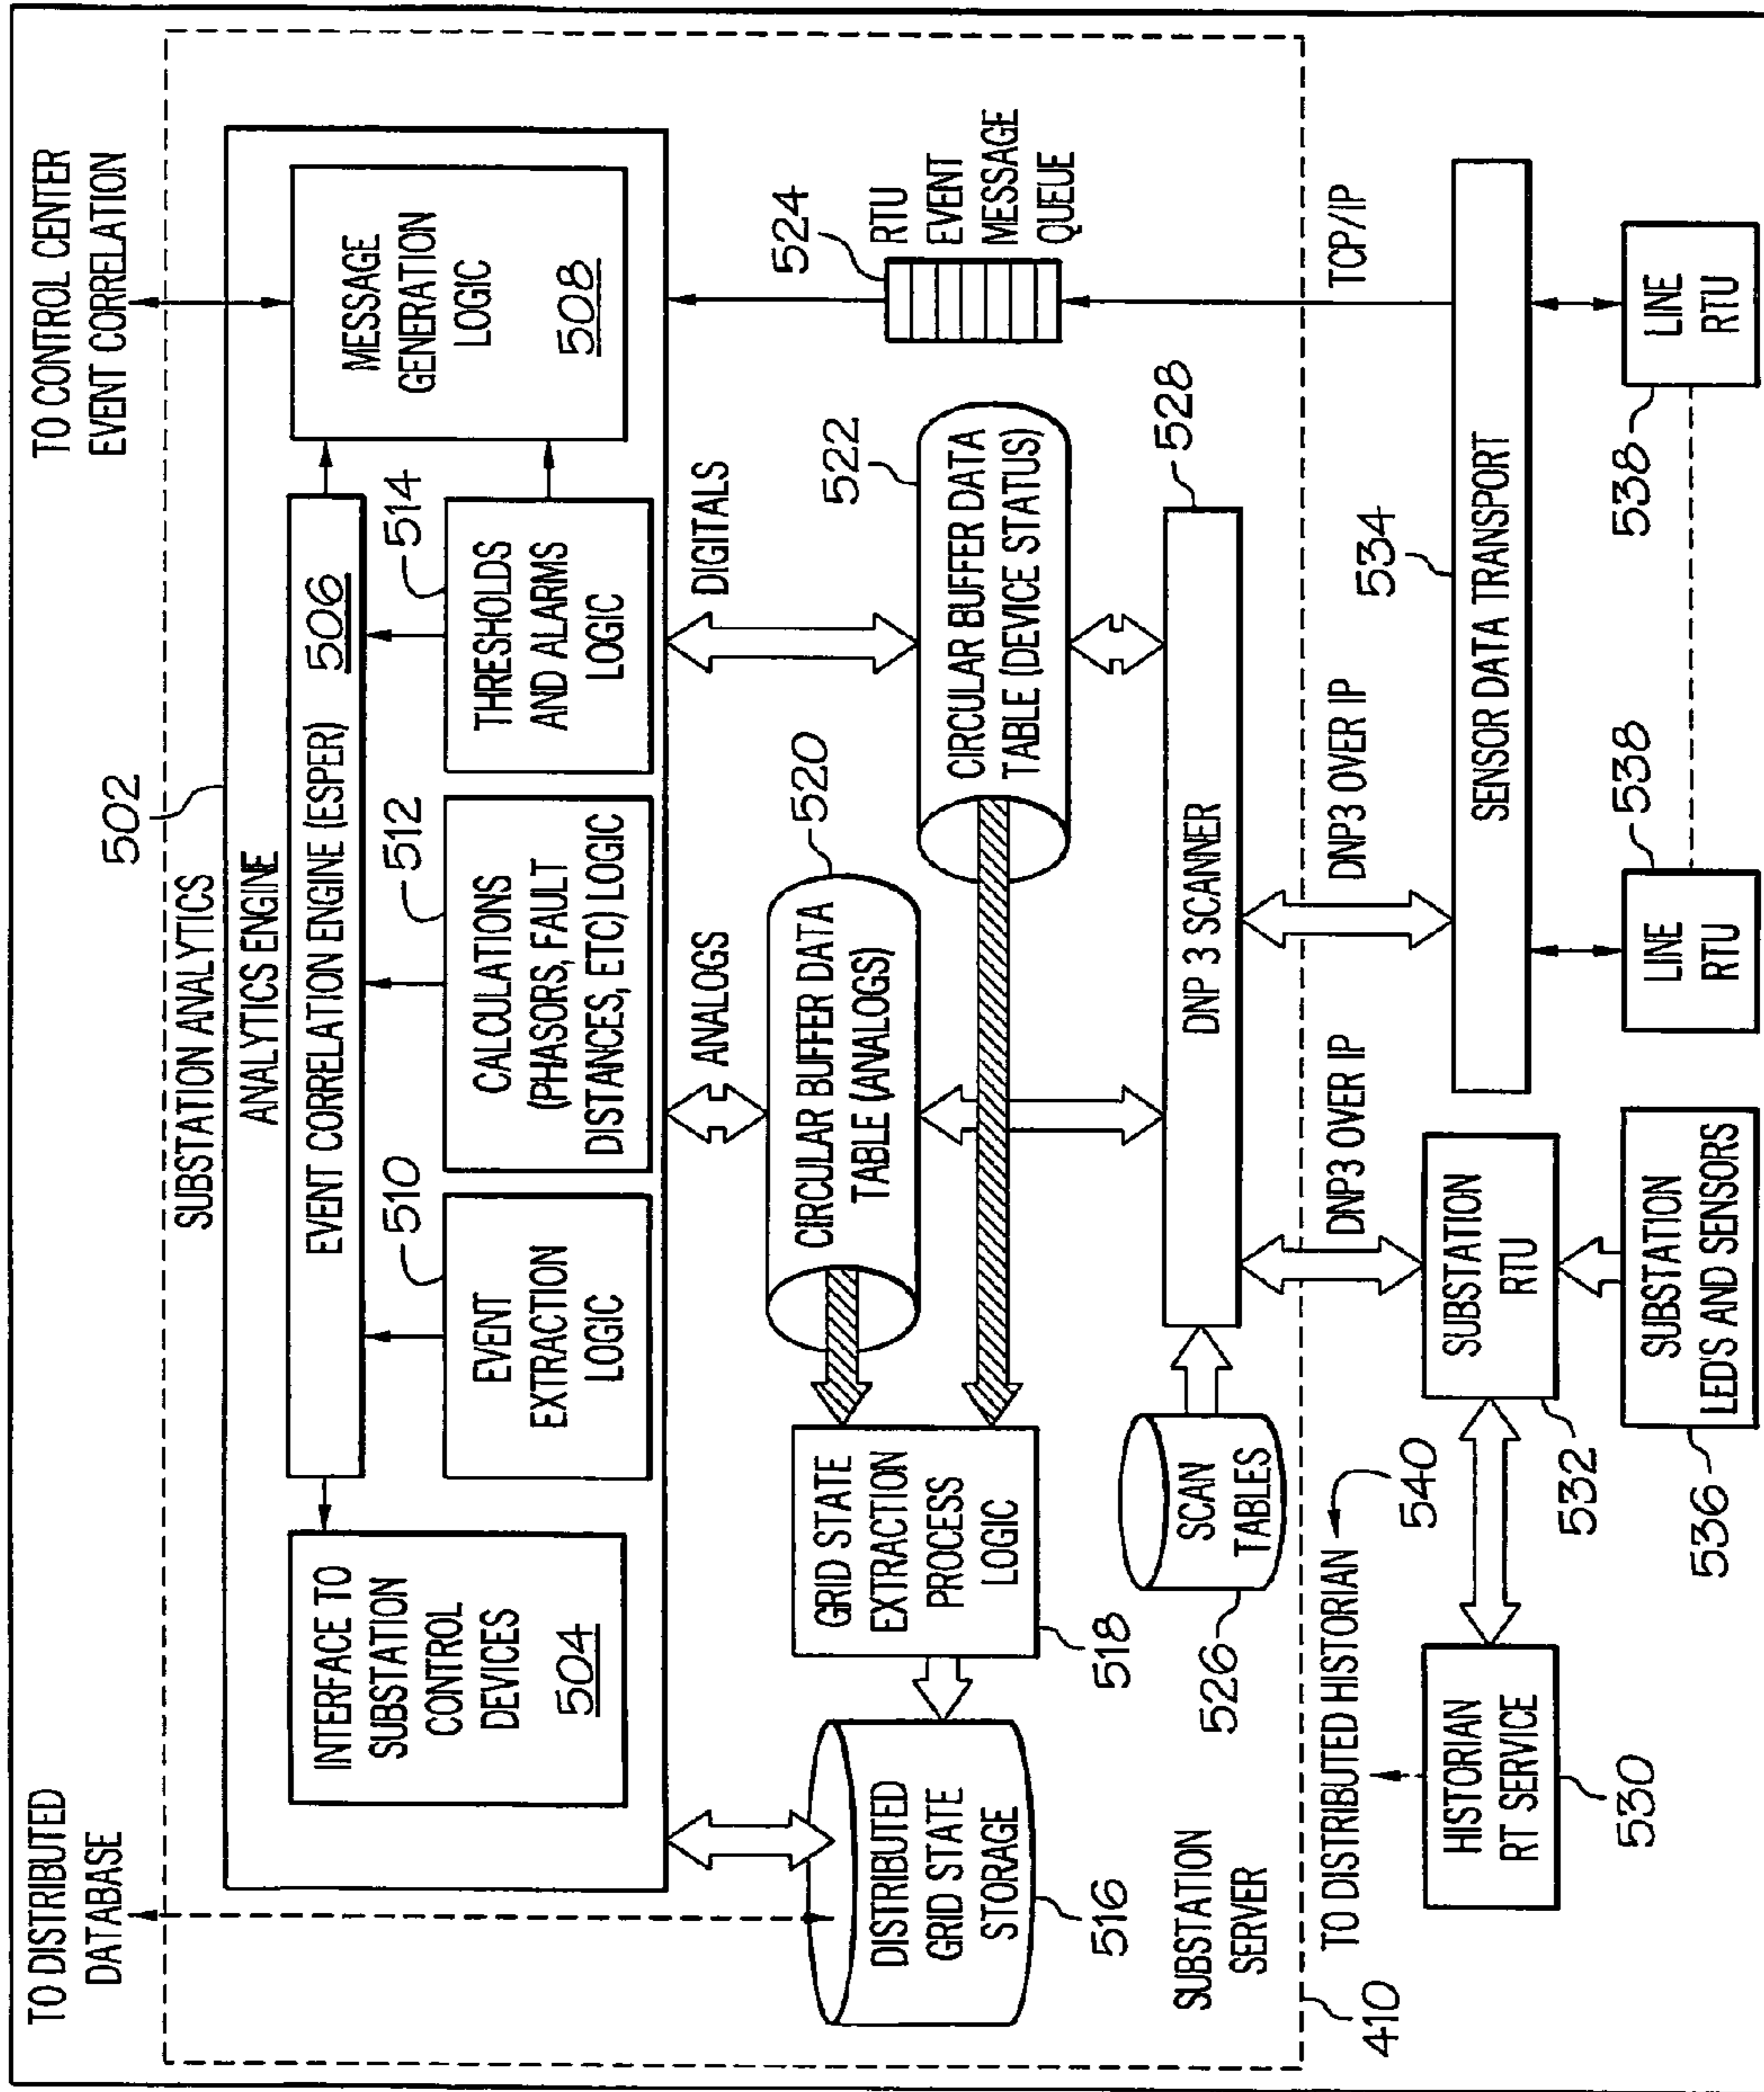 TO DISTRIBUTED
DATABASE
TO CONTROL CENTER
EVENT CORRELATION
502
SUBSTATION ANALYTICS
ANALYTICS ENGINE
INTERFACE TO
SUBSTATION
CONTROL
DEVICES
504
EVENT CORRELATION ENGINE (ESPER) 506
MESSAGE
GENERATION
LOGIC
508
510
EVENT
EXTRACTION
LOGIC
512
CALCULATIONS
(PHASORS, FAULT
DISTANCES, ETC) LOGIC
514
THRESHOLDS
AND ALARMS
LOGIC
ANALOGS
DIGITALS
DISTRIBUTED
GRID STATE
STORAGE
516
GRID STATE
EXTRACTION
PROCESS
LOGIC
518
520
CIRCULAR BUFFER DATA
TABLE (ANALOGS)
522
CIRCULAR BUFFER DATA
TABLE (DEVICE STATUS)
524
RTU
EVENT
MESSAGE
QUEUE
SCAN
TABLES
526
DNP 3 SCANNER
528
SUBSTATION
SERVER
410
TO DISTRIBUTED HISTORIAN
540
DNP3 OVER IP
DNP3 OVER IP
TCP/IP
HISTORIAN
RT SERVICE
530
SUBSTATION
RTU
532
534
SENSOR DATA TRANSPORT
SUBSTATION
LED'S AND SENSORS
536
LINE
RTU
538
LINE
RTU
538